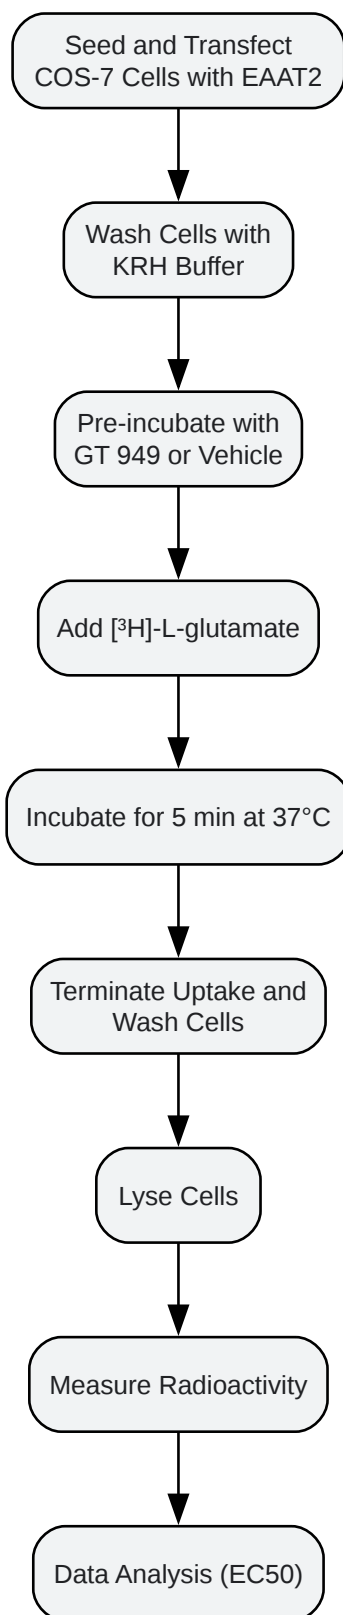 Seed and Transfect
COS-7 Cells with EAAT2
Wash Cells with
KRH Buffer
Pre-incubate with
GT 949 or Vehicle
Add [³H]-L-glutamate
Incubate for 5 min at 37°C
Terminate Uptake and
Wash Cells
Lyse Cells
Measure Radioactivity
Data Analysis (EC50)